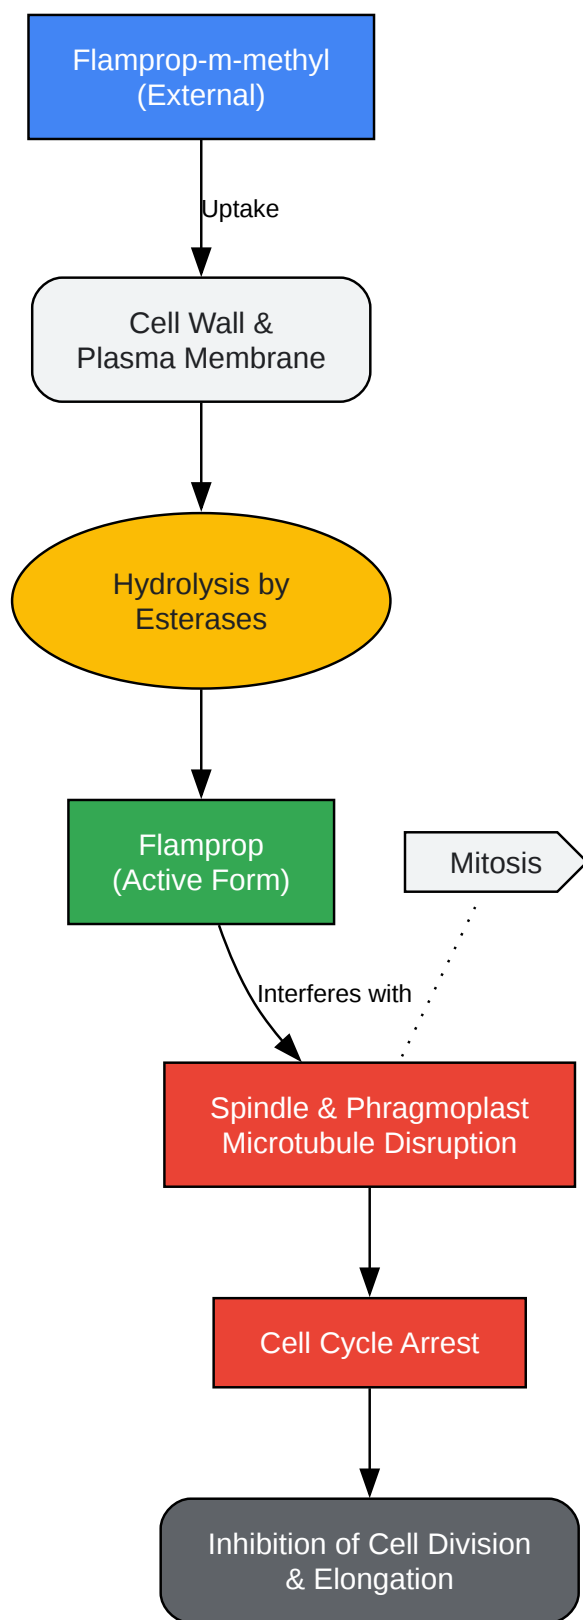 Flamprop-m-methyl
(External)
Uptake
Cell Wall &
Plasma Membrane
Hydrolysis by
Esterases
Flamprop
(Active Form)
Mitosis
Interferes with
Spindle & Phragmoplast
Microtubule Disruption
Cell Cycle Arrest
Inhibition of Cell Division
& Elongation